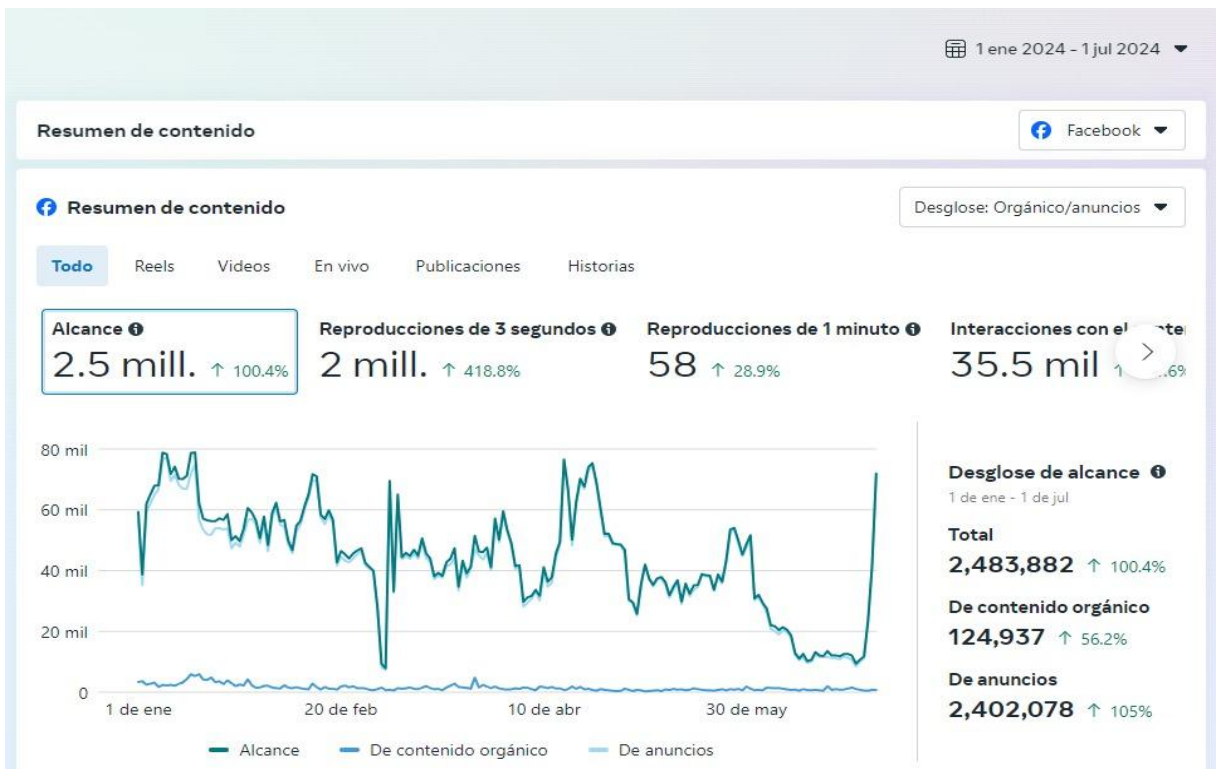 1 ene 2024 - 1 jul 2024
Resumen de contenido
Facebook
Resumen de contenido
Desglose: Orgánico/anuncios
Todo Reels Videos En vivo Publicaciones Historias
Alcance Reproducciones de 3 segundos Reproducciones de 1 minuto Interacciones con el
2.5 mill. ↑ 100.4% 2 mill. ↑ 418.8% 58 ↑ 28.9% 35.5 mil
80 mil
60 mil
40 mil
20 mil
0
1 de ene 20 de feb 10 de abr 30 de may
Alcance De contenido orgánico De anuncios
Desglose de alcance
1 de ene - 1 de jul
Total
2,483,882 ↑ 100.4%
De contenido orgánico
124,937 ↑ 56.2%
De anuncios
2,402,078 ↑ 105%